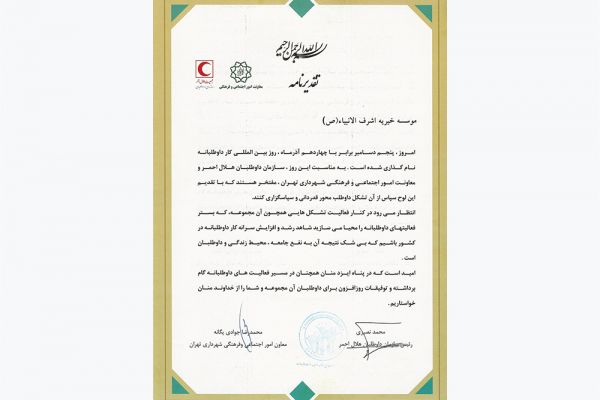 بسم الله الرحمن الرحیم
تقدیرنامه
معاونت امور اجتماعی و فرهنگی
موسسه خیریه اشرف الانبیاء(ص)
امروز ، پنجم دسامبر برابر با چهاردهم آذرماه ، روز بین المللی کار داوطلبانه
نام گذاری شده است . به مناسبت این روز ، سازمان داوطلبان هلال احمر و
معاونت امور اجتماعی و فرهنگی شهرداری تهران ، مفتخر هستند که با تقدیم
این لوح سپاس از آن تشکل داوطلب محور قدردانی و سپاسگزاری کنند.
انتظار می رود در کنار فعالیت تشکل هایی همچون آن مجموعه، که بستر
فعالیتهای داوطلبانه را محیا می سازید شاهد رشد و افزایش سرانه کار داوطلبانه در
کشور باشیم که بی شک نتیجه آن به نفع جامعه ، محیط زندگی و داوطلبان
است .
امید است که در پناه ایزد منان همچنان در مسیر فعالیت های داوطلبانه گام
برداشته و توفیقات روزافزون برای داوطلبان آن مجموعه و شما را از خداوند منان
خواستاریم .
محمد نصیری
رئیس سازمان داوطلبان هلال احمر
محمدرضا جوادی یگانه
معاون امور اجتماعی وفرهنگی شهرداری تهران